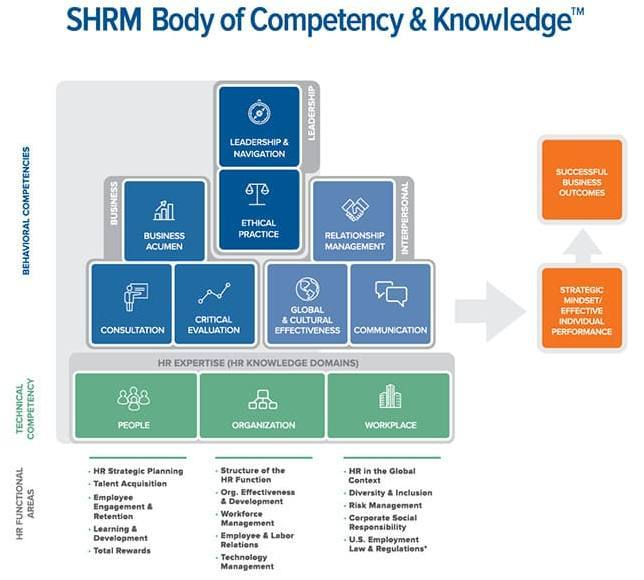 SHRM Body of Competency & Knowledge™
BEHAVIORAL COMPETENCIES
LEADERSHIP
LEADERSHIP &
NAVIGATION
ETHICAL
PRACTICE
BUSINESS
BUSINESS
ACUMEN
CONSULTATION
CRITICAL
EVALUATION
INTERPERSONAL
RELATIONSHIP
MANAGEMENT
GLOBAL
& CULTURAL
EFFECTIVENESS
COMMUNICATION
SUCCESSFUL
BUSINESS
OUTCOMES
STRATEGIC
MINDSET/
EFFECTIVE
INDIVIDUAL
PERFORMANCE
TECHNICAL
COMPETENCY
HR EXPERTISE (HR KNOWLEDGE DOMAINS)
PEOPLE
ORGANIZATION
WORKPLACE
HR FUNCTIONAL
AREAS
· HR Strategic Planning
· Talent Acquisition
· Employee
Engagement &
Retention
· Learning &
Development
· Total Rewards
· Structure of the
HR Function
· Org. Effectiveness
& Development
· Workforce
Management
· Employee & Labor
Relations
· Technology
Management
· HR in the Global
Context
· Diversity & Inclusion
· Risk Management
· Corporate Social
Responsibility
· U.S. Employment
Law & Regulations*